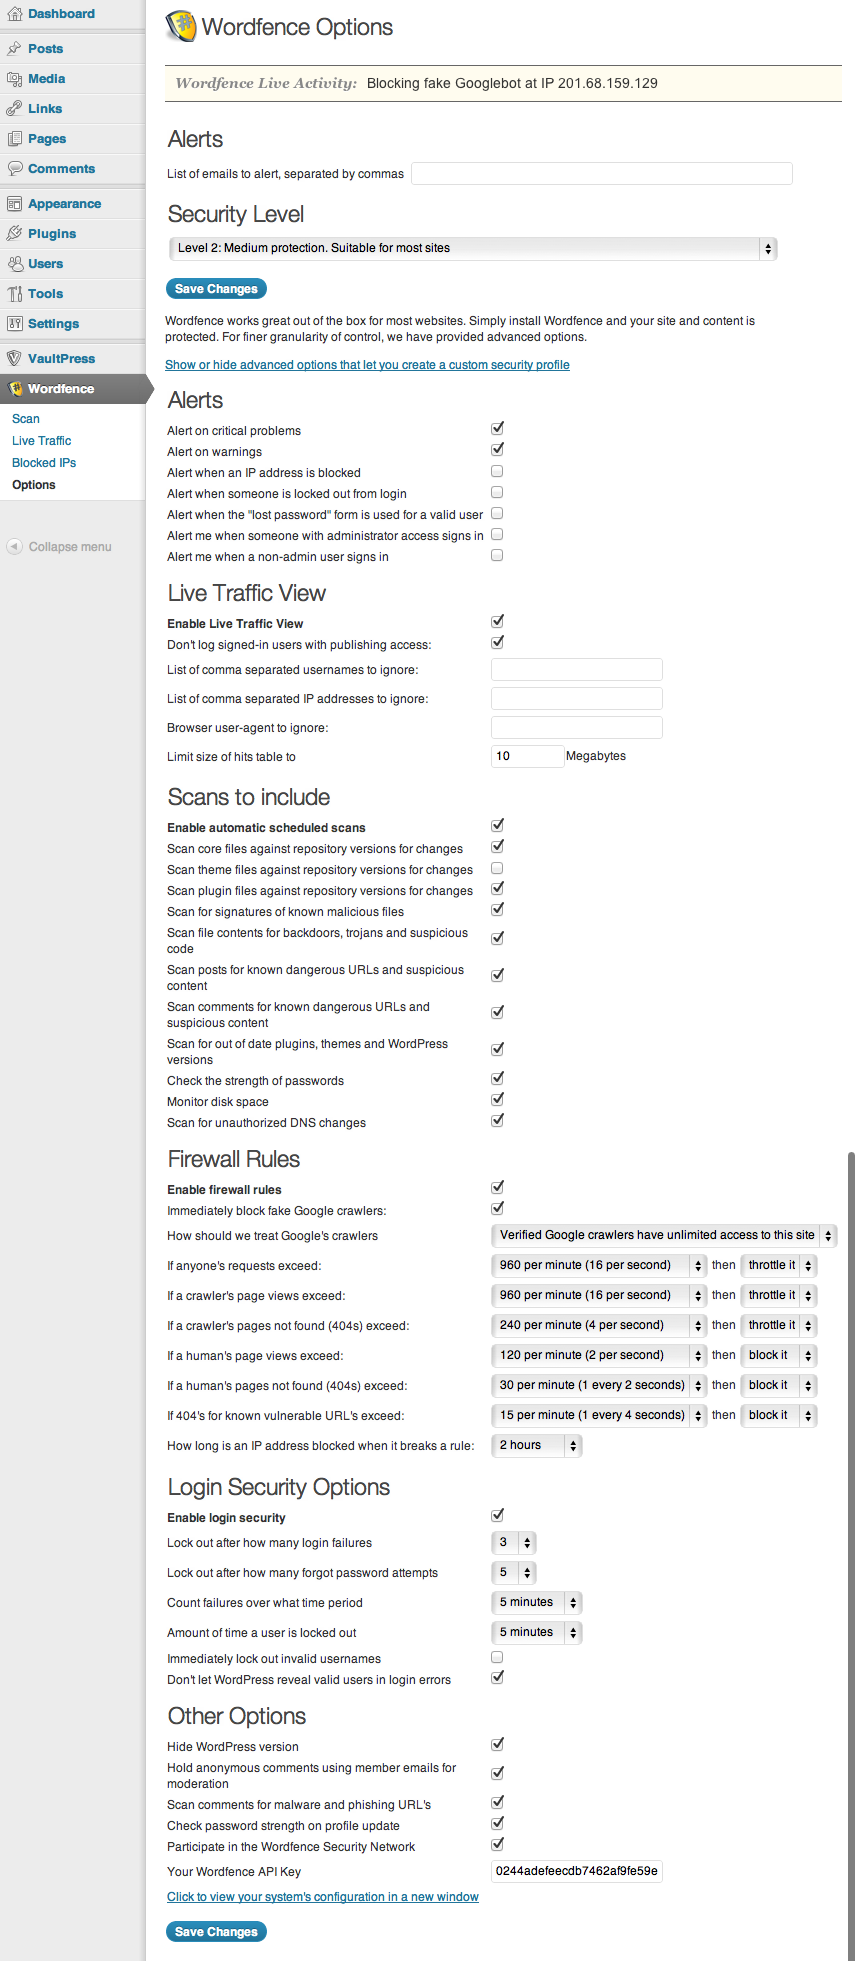 Dashboard
Posts
Media
Links
Pages
Comments
Appearance
Plugins
Users
Tools
Settings
VaultPress
Wordfence
Scan
Live Traffic
Blocked IPs
Options
Collapse menu
Wordfence Options
Wordfence Live Activity: Blocking fake Googlebot at IP 201.68.159.129
Alerts
List of emails to alert, separated by commas
Security Level
Level 2: Medium protection. Suitable for most sites
Save Changes
Wordfence works great out of the box for most websites. Simply install Wordfence and your site and content is
protected. For finer granularity of control, we have provided advanced options.
Show or hide advanced options that let you create a custom security profile
Alerts
Alert on critical problems
Alert on warnings
Alert when an IP address is blocked
Alert when someone is locked out from login
Alert when the "lost password" form is used for a valid user
Alert me when someone with administrator access signs in
Alert me when a non-admin user signs in
Live Traffic View
Enable Live Traffic View
Don't log signed-in users with publishing access:
List of comma separated usernames to ignore:
List of comma separated IP addresses to ignore:
Browser user-agent to ignore:
Limit size of hits table to 10 Megabytes
Scans to include
Enable automatic scheduled scans
Scan core files against repository versions for changes
Scan theme files against repository versions for changes
Scan plugin files against repository versions for changes
Scan for signatures of known malicious files
Scan file contents for backdoors, trojans and suspicious
code
Scan posts for known dangerous URLs and suspicious
content
Scan comments for known dangerous URLs and
suspicious content
Scan for out of date plugins, themes and WordPress
versions
Check the strength of passwords
Monitor disk space
Scan for unauthorized DNS changes
Firewall Rules
Enable firewall rules
Immediately block fake Google crawlers:
How should we treat Google's crawlers Verified Google crawlers have unlimited access to this site
If anyone's requests exceed: 960 per minute (16 per second) then throttle it
If a crawler's page views exceed: 960 per minute (16 per second) then throttle it
If a crawler's pages not found (404s) exceed: 240 per minute (4 per second) then throttle it
If a human's page views exceed: 120 per minute (2 per second) then block it
If a human's pages not found (404s) exceed: 30 per minute (1 every 2 seconds) then block it
If 404's for known vulnerable URL's exceed: 15 per minute (1 every 4 seconds) then block it
How long is an IP address blocked when it breaks a rule: 2 hours
Login Security Options
Enable login security
Lock out after how many login failures 3
Lock out after how many forgot password attempts 5
Count failures over what time period 5 minutes
Amount of time a user is locked out 5 minutes
Immediately lock out invalid usernames
Don't let WordPress reveal valid users in login errors
Other Options
Hide WordPress version
Hold anonymous comments using member emails for
moderation
Scan comments for malware and phishing URL's
Check password strength on profile update
Participate in the Wordfence Security Network
Your Wordfence API Key 0244adefeecdb7462af9fe59e
Click to view your system's configuration in a new window
Save Changes